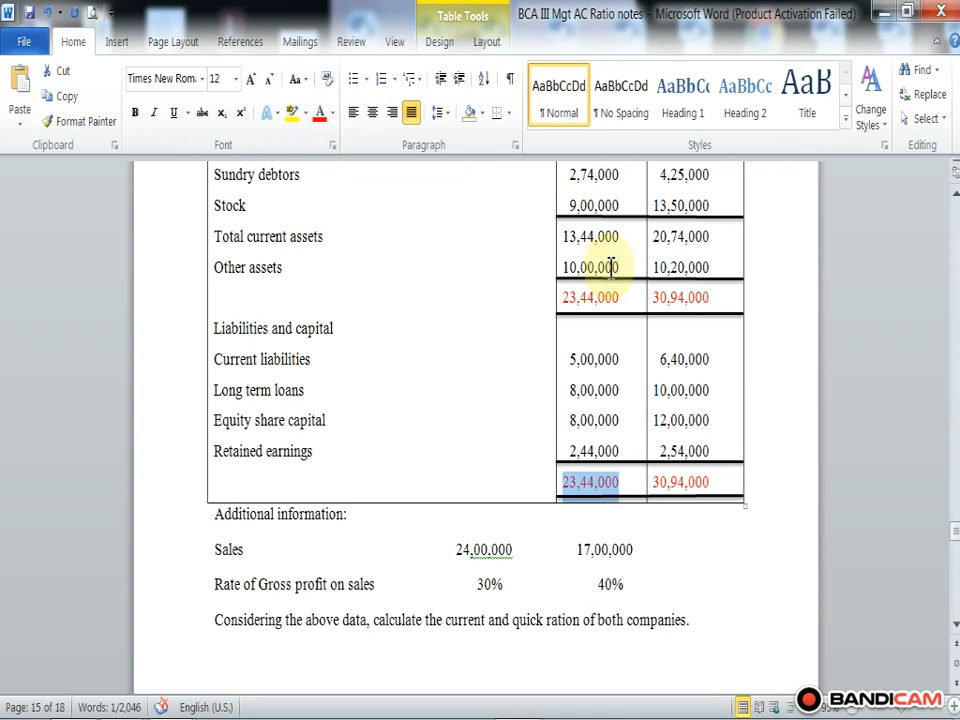 Table Tools
BCA III Mgt AC Ratio notes - Microsoft Word (Product Activation Failed)
File Home Insert Page Layout References Mailings Review View Design Layout
Paste
Cut
Copy
Format Painter
Clipboard
Times New Rom 12
Font
Paragraph
AaBbCcDd AaBbCcDd AaBbCc AaBbCc AaB
¶ Normal ¶ No Spacing Heading 1 Heading 2 Title
Change Styles
Styles
Find
Replace
Select
Editing
Sundry debtors 2,74,000 4,25,000
Stock 9,00,000 13,50,000
Total current assets 13,44,000 20,74,000
Other assets 10,00,000 10,20,000
23,44,000 30,94,000
Liabilities and capital
Current liabilities 5,00,000 6,40,000
Long term loans 8,00,000 10,00,000
Equity share capital 8,00,000 12,00,000
Retained earnings 2,44,000 2,54,000
23,44,000 30,94,000
Additional information:
Sales 24,00,000 17,00,000
Rate of Gross profit on sales 30% 40%
Considering the above data, calculate the current and quick ration of both companies.
Page: 15 of 18 Words: 1/2,046 English (U.S.)
BANDICAM